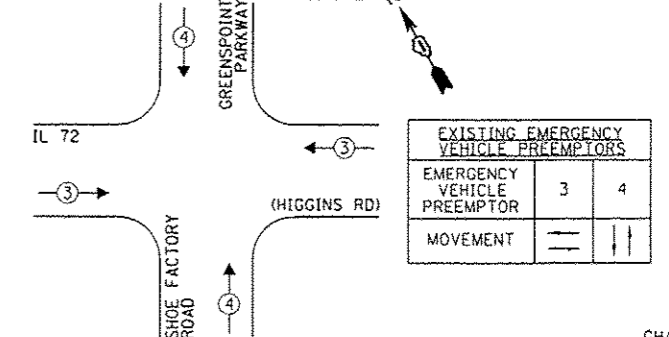 4
GREENSPOINT
PARKWAY
IL 72
3
3
(HIGGINS RD)
SHOE FACTORY
ROAD
4
EXISTING EMERGENCY
VEHICLE PREEMPTORS
EMERGENCY
VEHICLE
PREEMPTOR
3
4
MOVEMENT